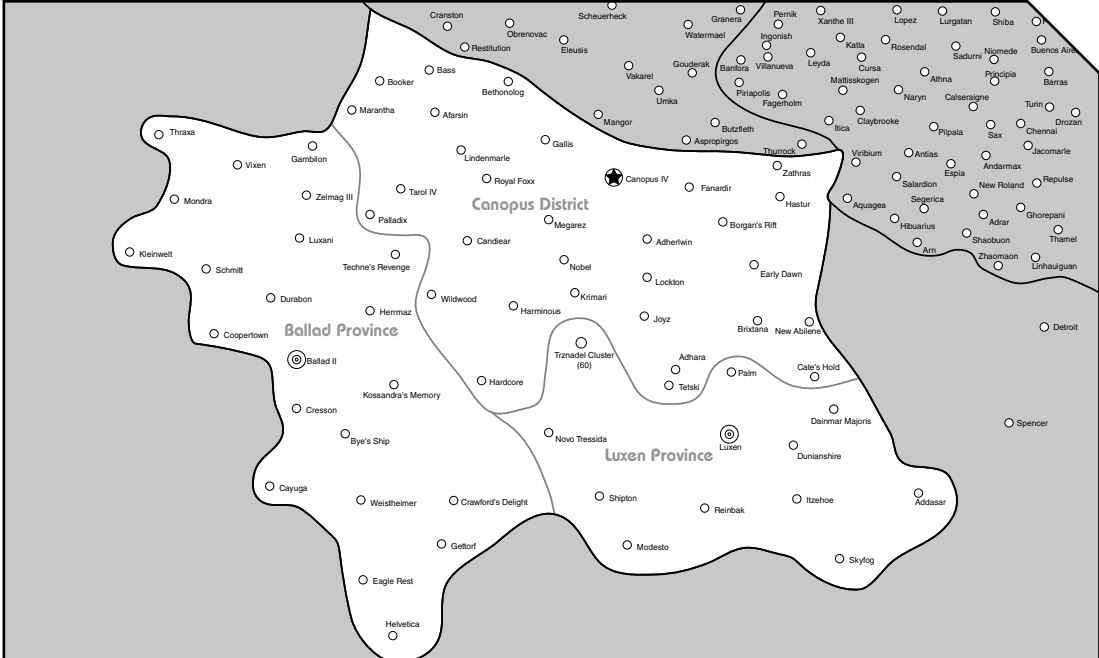 Cranston
Obrenovac
Scheuerheck
Granera
Pernik
Xanthe III
Lopez
Lurgatan
Shiba
Restitution
Eleusis
Watermael
Ingonish
Katla
Rosendal
Sadurni
Niomede
Buenos Aires
Booker
Bass
Bethonolog
Vakarel
Gouderak
Banfora
Villanueva
Leyda
Cursa
Mattisskogen
Athna
Principia
Barras
Umka
Piriapolis
Fagerholm
Naryn
Calseraigne
Turin
Drozan
Marantha
Afarsin
Mangor
Butzfleth
Itica
Claybrooke
Pilpala
Sax
Chennai
Thraxa
Gambilon
Lindenmarle
Gallis
Aspropirgos
Thurrock
Viribium
Antias
Espia
Andarmax
Jacomarle
Vixen
Zelmag III
Tarol IV
Royal Foxx
Canopus IV
Fanardir
Zathras
Salardion
New Roland
Repulse
Mondra
Palladix
Canopus District
Megarez
Borgan's Rift
Hastur
Aquagea
Segerica
Hibuarius
Adrar
Ghorepani
Luxani
Candiear
Adherlwin
Arn
Shaobuon
Thamel
Kleinwelt
Schmitt
Techne's Revenge
Nobel
Lockton
Early Dawn
Zhaomaon
Linhauiguan
Durabon
Herrmaz
Wildwood
Harminous
Krimari
Joyz
Brixtana
New Abilene
Detroit
Coopertown
Ballad Province
Ballad II
Trznadel Cluster
(60)
Adhara
Tetski
Palm
Cate's Hold
Kossandra's Memory
Hardcore
Cresson
Bye's Ship
Novo Tressida
Luxen Province
Luxen
Dainmar Majoris
Dunianshire
Spencer
Cayuga
Weistheimer
Crawford's Delight
Shipton
Reinbak
Itzehoe
Addasar
Gettorf
Modesto
Skyfog
Eagle Rest
Helvetica